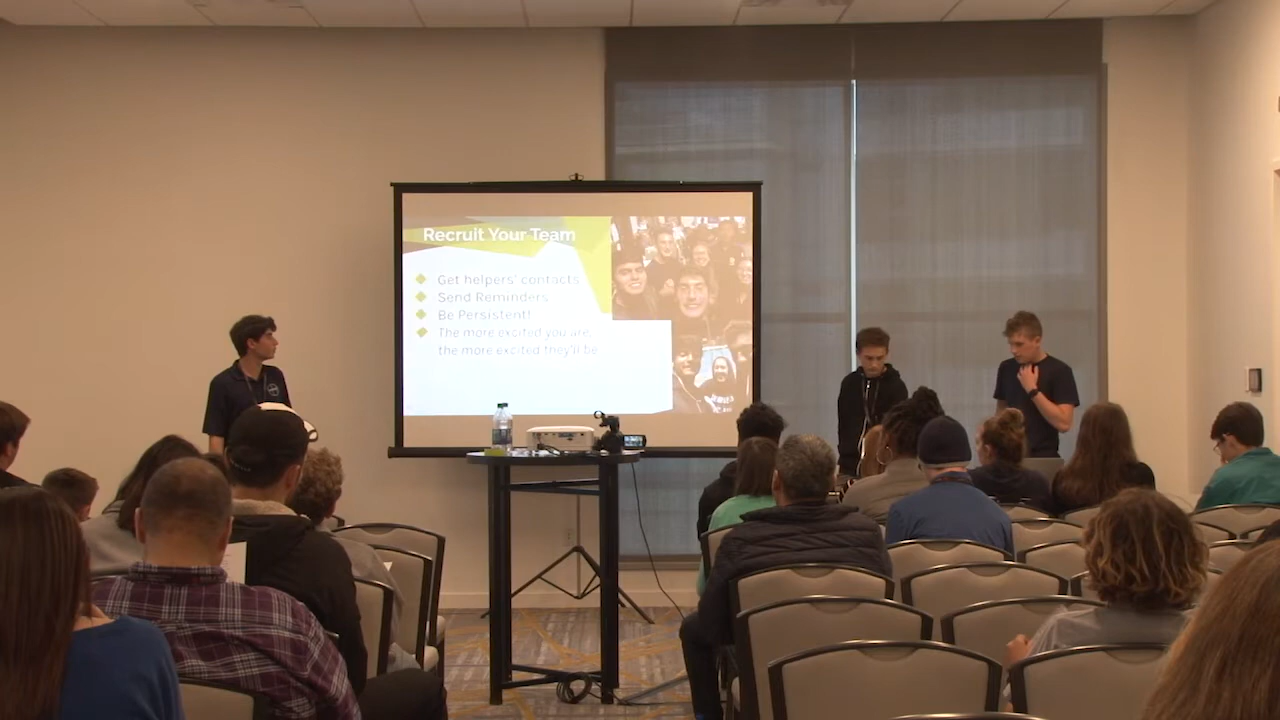 Recruit Your Team
Get helpers' contacts
Send Reminders
Be Persistent!
The more excited you are,
the more excited they'll be